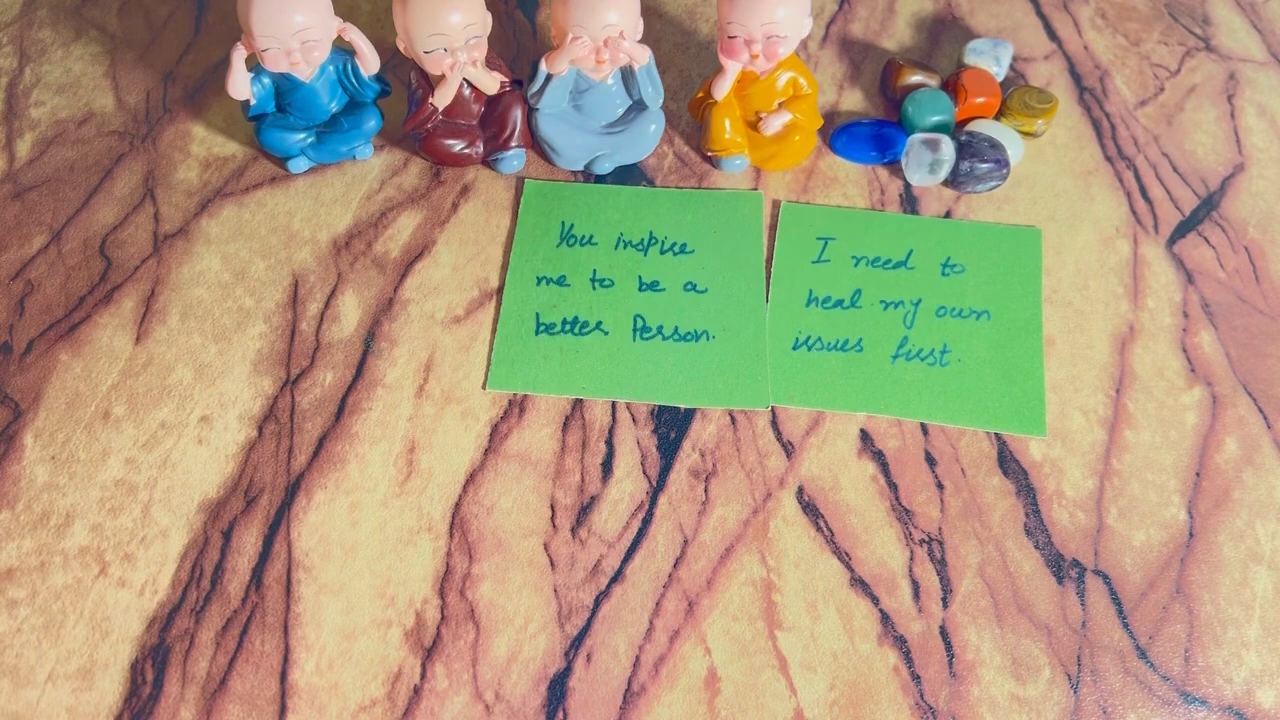 You inspire
me to be a
better Person.
I need to
heal my own
issues first.